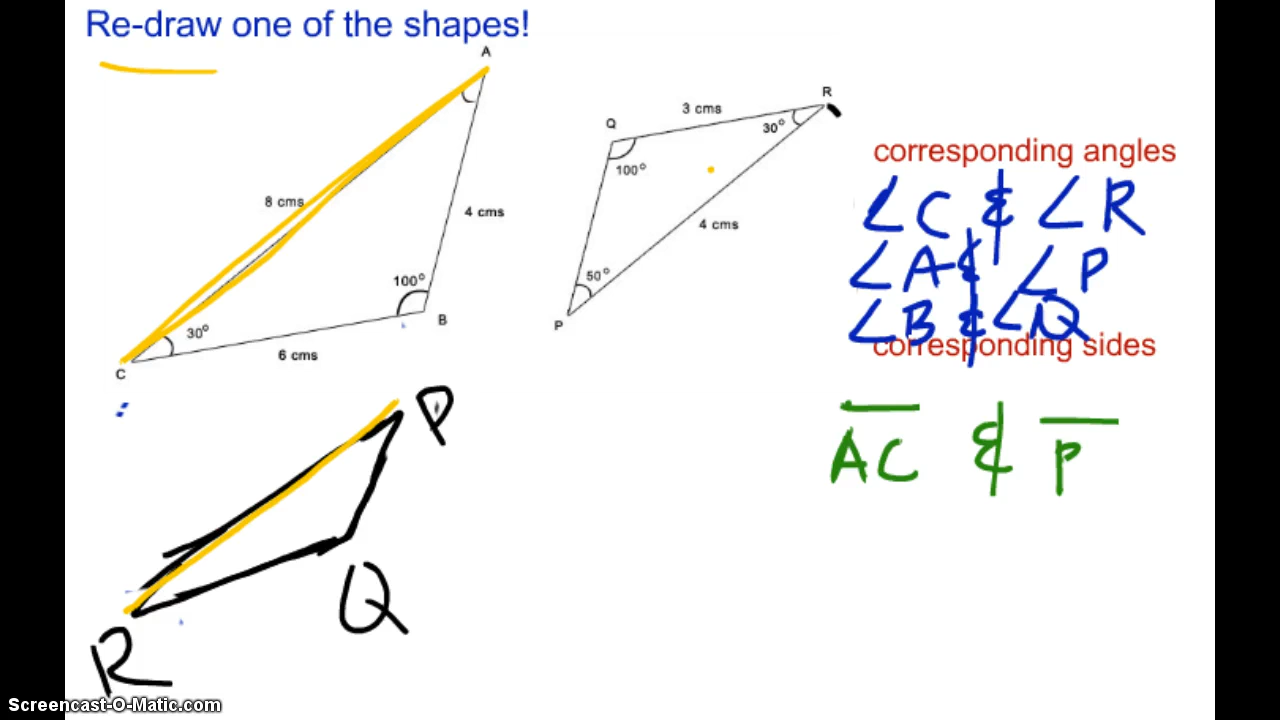 Re-draw one of the shapes!
A
8 cms
4 cms
100°
B
30°
6 cms
C
R
3 cms
Q
30°
100°
4 cms
50°
P
corresponding angles
∠C & ∠R
∠A & ∠P
∠B & ∠Q
corresponding sides
AC & P
P
Q
R
Screencast-O-Matic.com